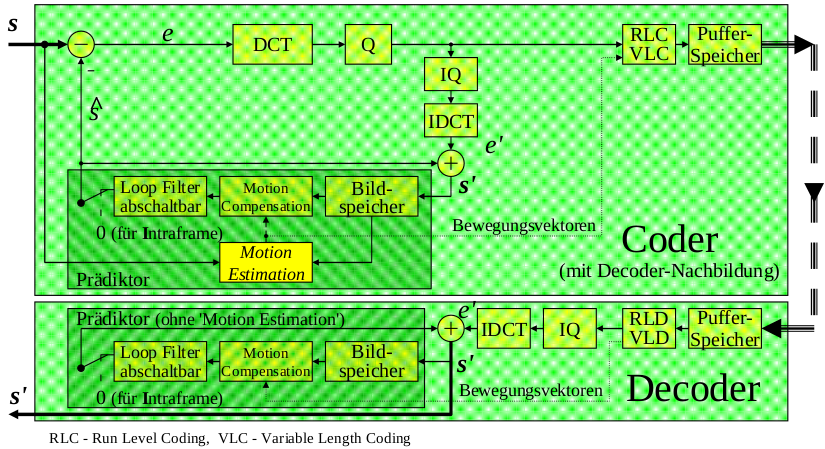 s
−
e
DCT
Q
RLC
VLC
Puffer-
Speicher
−
ŝ
IQ
IDCT
e'
+
s'
Loop Filter
abschaltbar
Motion
Compensation
Bild-
speicher
0 (für Intraframe)
Bewegungsvektoren
Motion
Estimation
Prädiktor
Coder
(mit Decoder-Nachbildung)
Prädiktor (ohne 'Motion Estimation')
e'
+
IDCT
IQ
RLD
VLD
Puffer-
Speicher
Loop Filter
abschaltbar
Motion
Compensation
Bild-
speicher
s'
0 (für Intraframe)
Bewegungsvektoren
Decoder
s'
RLC - Run Level Coding, VLC - Variable Length Coding